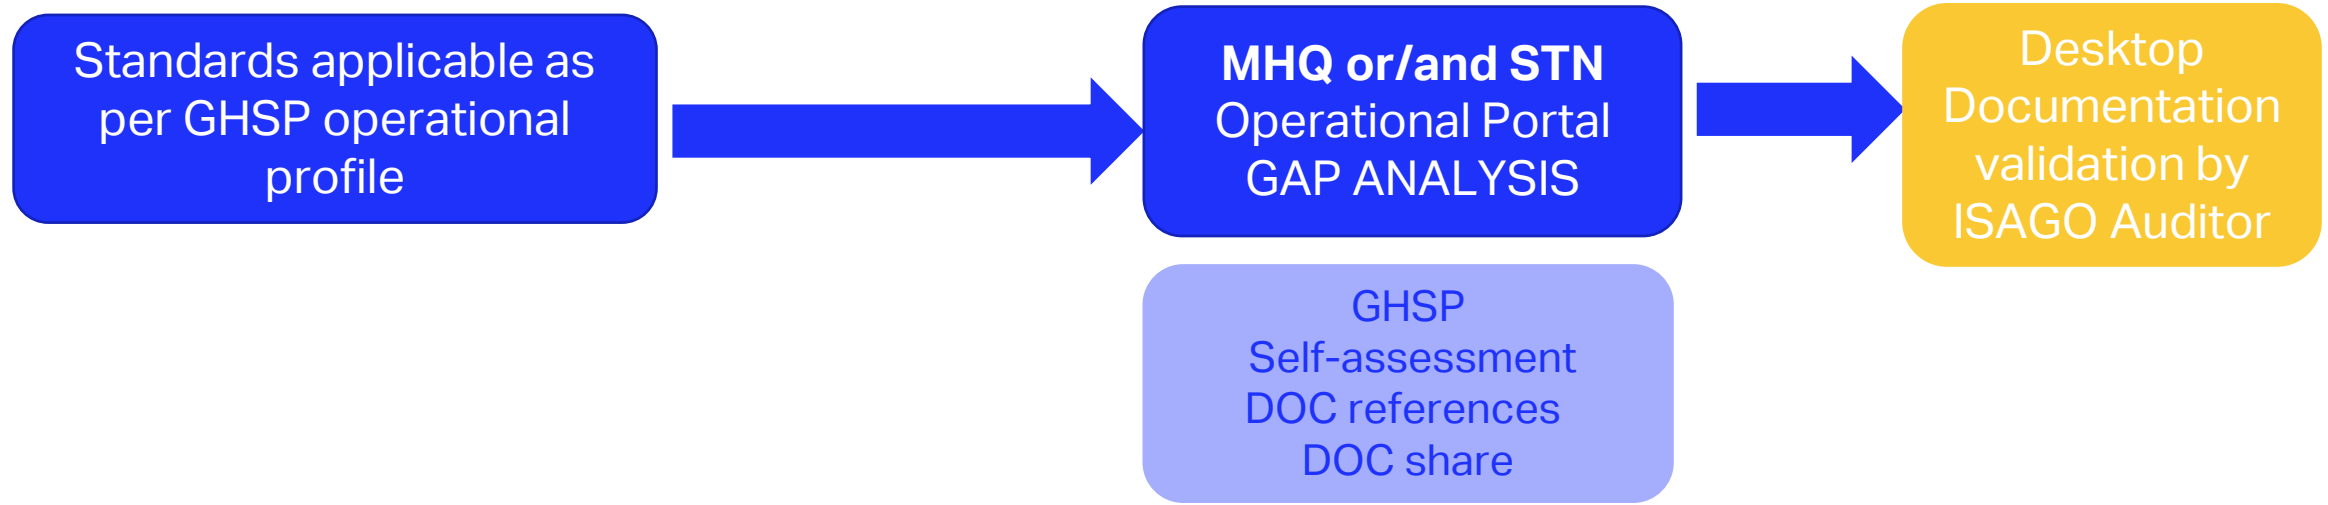 Standards applicable as
per GHSP operational
profile
MHQ or/and STN
Operational Portal
GAP ANALYSIS
GHSP
Self-assessment
DOC references
DOC share
Desktop
Documentation
validation by
ISAGO Auditor